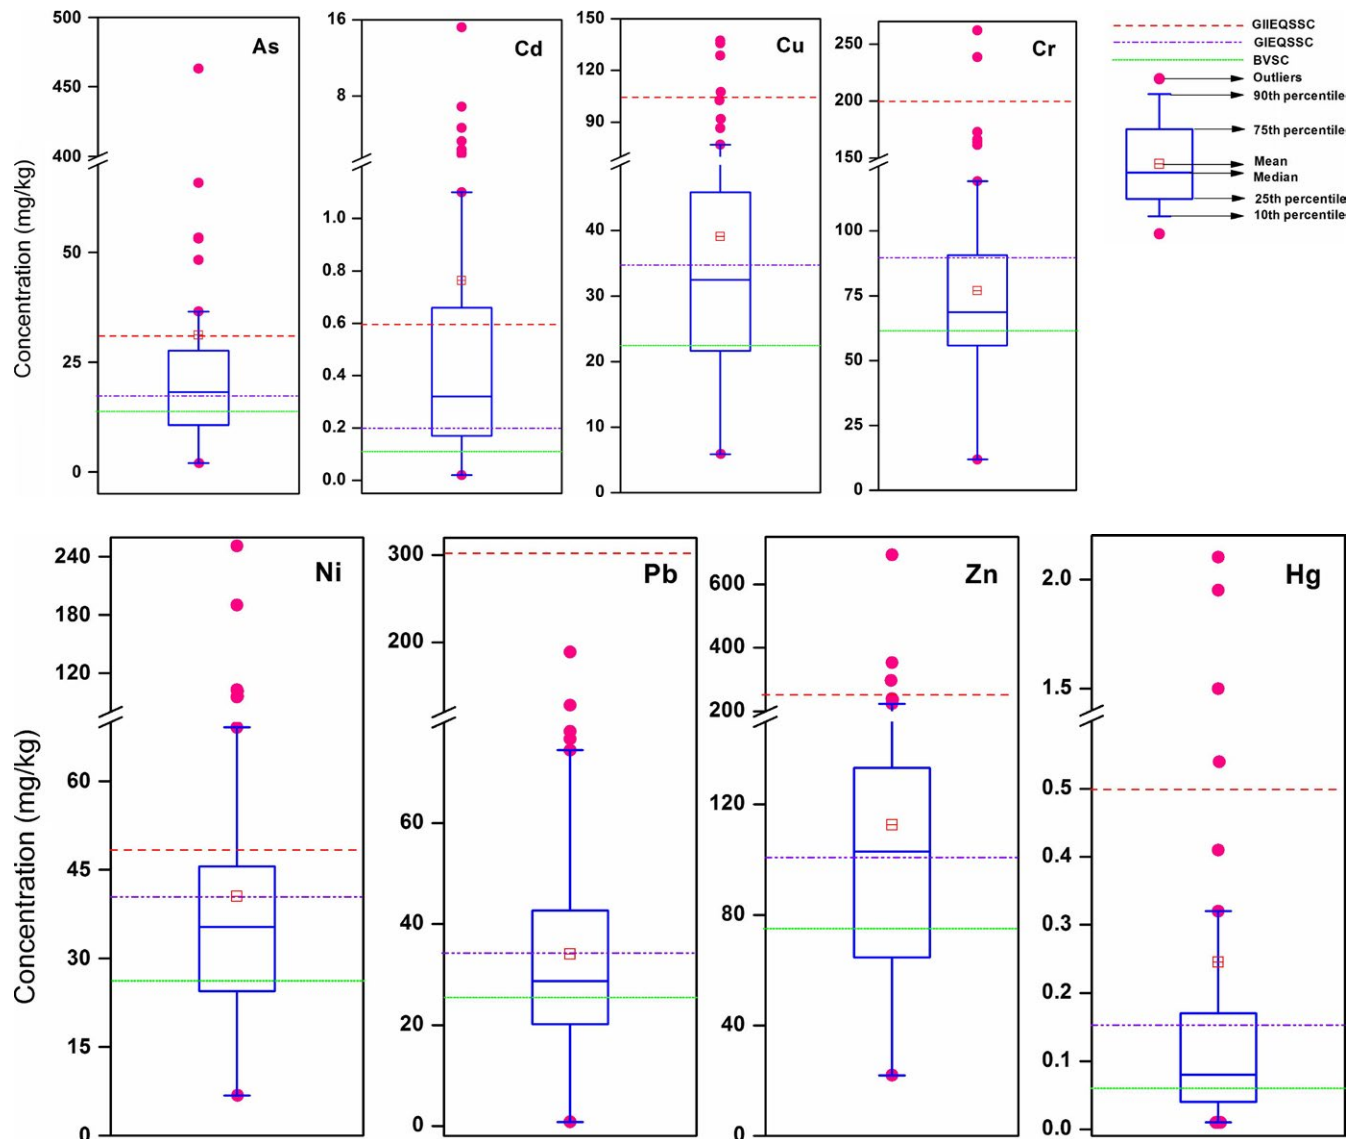 Concentration (mg/kg)
500
450
400
50
25
0
As
16
8
1.0
0.8
0.6
0.4
0.2
0.0
Cd
150
120
90
40
30
20
10
0
Cu
250
200
150
100
75
50
25
0
Cr
GIIEQSSC
GIEQSSC
BVSC
Outliers
90th percentile
75th percentile
Mean
Median
25th percentile
10th percentile
Concentration (mg/kg)
240
180
120
60
45
30
15
0
Ni
300
200
60
40
20
0
Pb
600
400
200
120
80
40
0
Zn
2.0
1.5
0.5
0.4
0.3
0.2
0.1
0.0
Hg